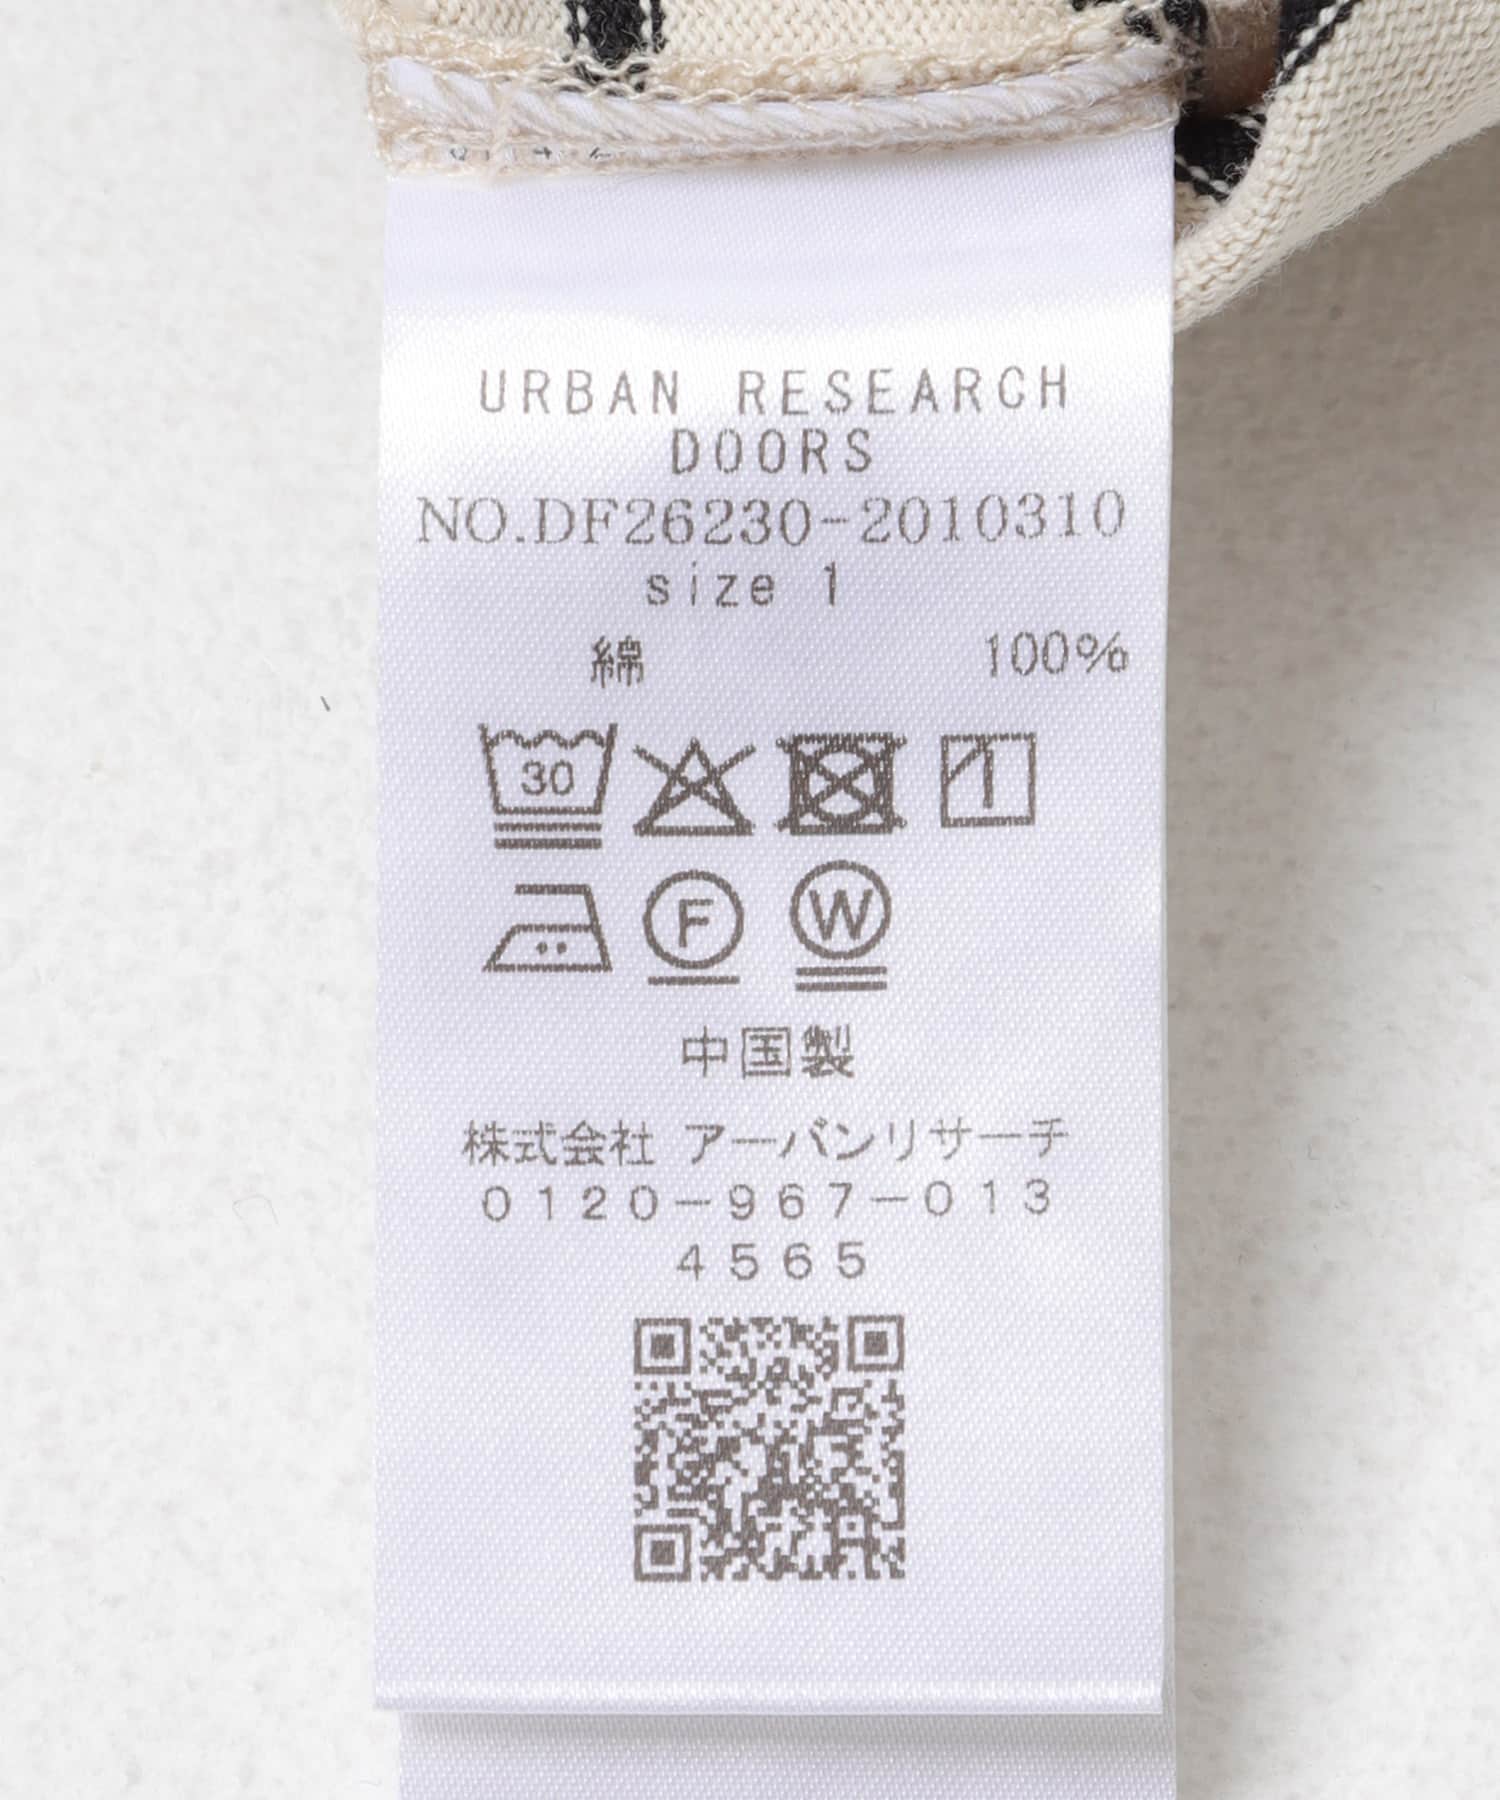 URBAN RESEARCH
DOORS
NO.DF26230-2010310
size 1
綿 100%
30
F W
中国製
株式会社 アーバンリサーチ
0120-967-013
4565